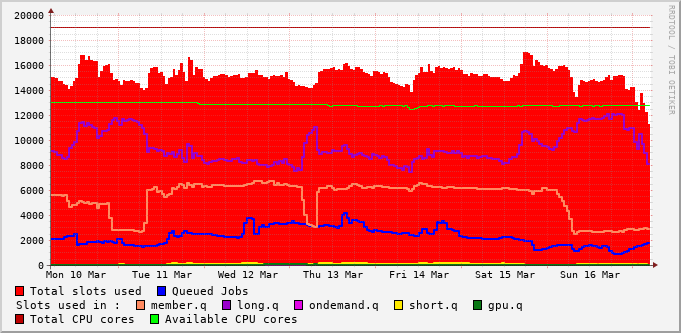 20000
18000
16000
14000
12000
10000
8000
6000
4000
2000
0
Mon 10 Mar Tue 11 Mar Wed 12 Mar Thu 13 Mar Fri 14 Mar Sat 15 Mar Sun 16 Mar
RRDTOOL / TOBI OETIKER
Total slots used Queued Jobs
Slots used in : member.q long.q ondemand.q short.q gpu.q
Total CPU cores Available CPU cores